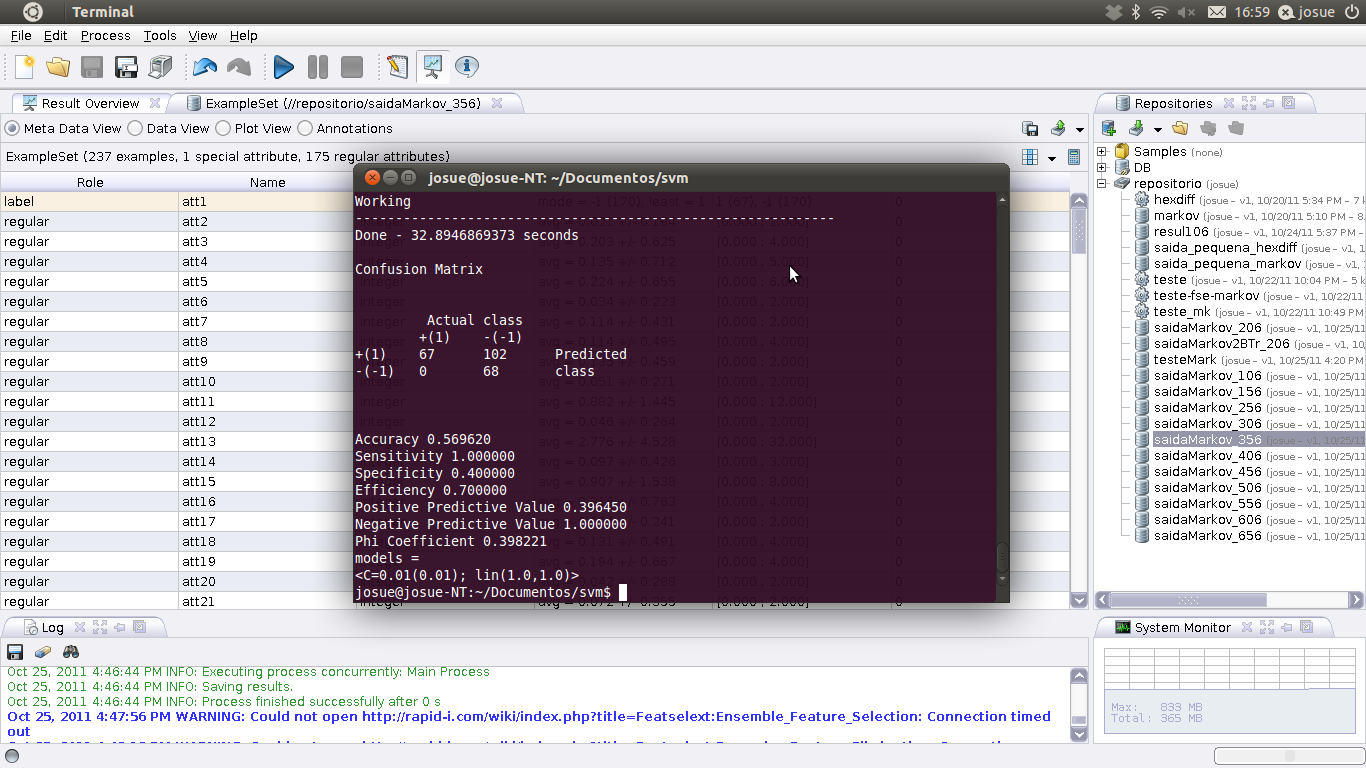 Terminal
16:59 josue
File Edit Process Tools View Help
Result Overview
ExampleSet (//repositorio/saidaMarkov_356)
Meta Data View Data View Plot View Annotations
ExampleSet (237 examples, 1 special attribute, 175 regular attributes)
Role Name
label att1
regular att2
regular att3
regular att4
regular att5
regular att6
regular att7
regular att8
regular att9
regular att10
regular att11
regular att12
regular att13
regular att14
regular att15
regular att16
regular att17
regular att18
regular att19
regular att20
regular att21
josue@josue-NT: ~/Documentos/svm
Working
------------------------------------------------------------
Done - 32.8946869373 seconds
Confusion Matrix
Actual class
+(1) -(-1)
+(1) 67 102 Predicted
-(-1) 0 68 class
Accuracy 0.569620
Sensitivity 1.000000
Specificity 0.400000
Efficiency 0.700000
Positive Predictive Value 0.396450
Negative Predictive Value 1.000000
Phi Coefficient 0.398221
models =
<C=0.01(0.01); lin(1.0,1.0)>
josue@josue-NT:~/Documentos/svm$
Repositories
Samples (none)
DB
repositorio (josue)
hexdiff (josue – v1, 10/20/11 5:34 PM – 7 k
markov (josue – v1, 10/20/11 5:10 PM – 8
resul106 (josue – v1, 10/24/11 5:37 PM –
saida_pequena_hexdiff (josue – v1, 10/2
saida_pequena_markov (josue – v1, 10/2
teste (josue – v1, 10/22/11 10:04 PM – 5 k
teste-fse-markov (josue – v1, 10/22/11
teste_mk (josue – v1, 10/22/11 10:49 PM
saidaMarkov_206 (josue – v1, 10/25/11
saidaMarkov2BTr_206 (josue – v1, 10/2
testeMark (josue – v1, 10/25/11 4:20 PM –
saidaMarkov_106 (josue – v1, 10/25/11
saidaMarkov_156 (josue – v1, 10/25/11
saidaMarkov_256 (josue – v1, 10/25/11
saidaMarkov_306 (josue – v1, 10/25/11
saidaMarkov_356 (josue – v1, 10/25/11
saidaMarkov_406 (josue – v1, 10/25/11
saidaMarkov_456 (josue – v1, 10/25/11
saidaMarkov_506 (josue – v1, 10/25/11
saidaMarkov_556 (josue – v1, 10/25/11
saidaMarkov_606 (josue – v1, 10/25/11
saidaMarkov_656 (josue – v1, 10/25/11
Log
Oct 25, 2011 4:46:44 PM INFO: Executing process concurrently: Main Process
Oct 25, 2011 4:46:44 PM INFO: Saving results.
Oct 25, 2011 4:46:44 PM INFO: Process finished successfully after 0 s
Oct 25, 2011 4:47:56 PM WARNING: Could not open http://rapid-i.com/wiki/index.php?title=Featselext:Ensemble_Feature_Selection: Connection timed
out
System Monitor
Max: 833 MB
Total: 365 MB